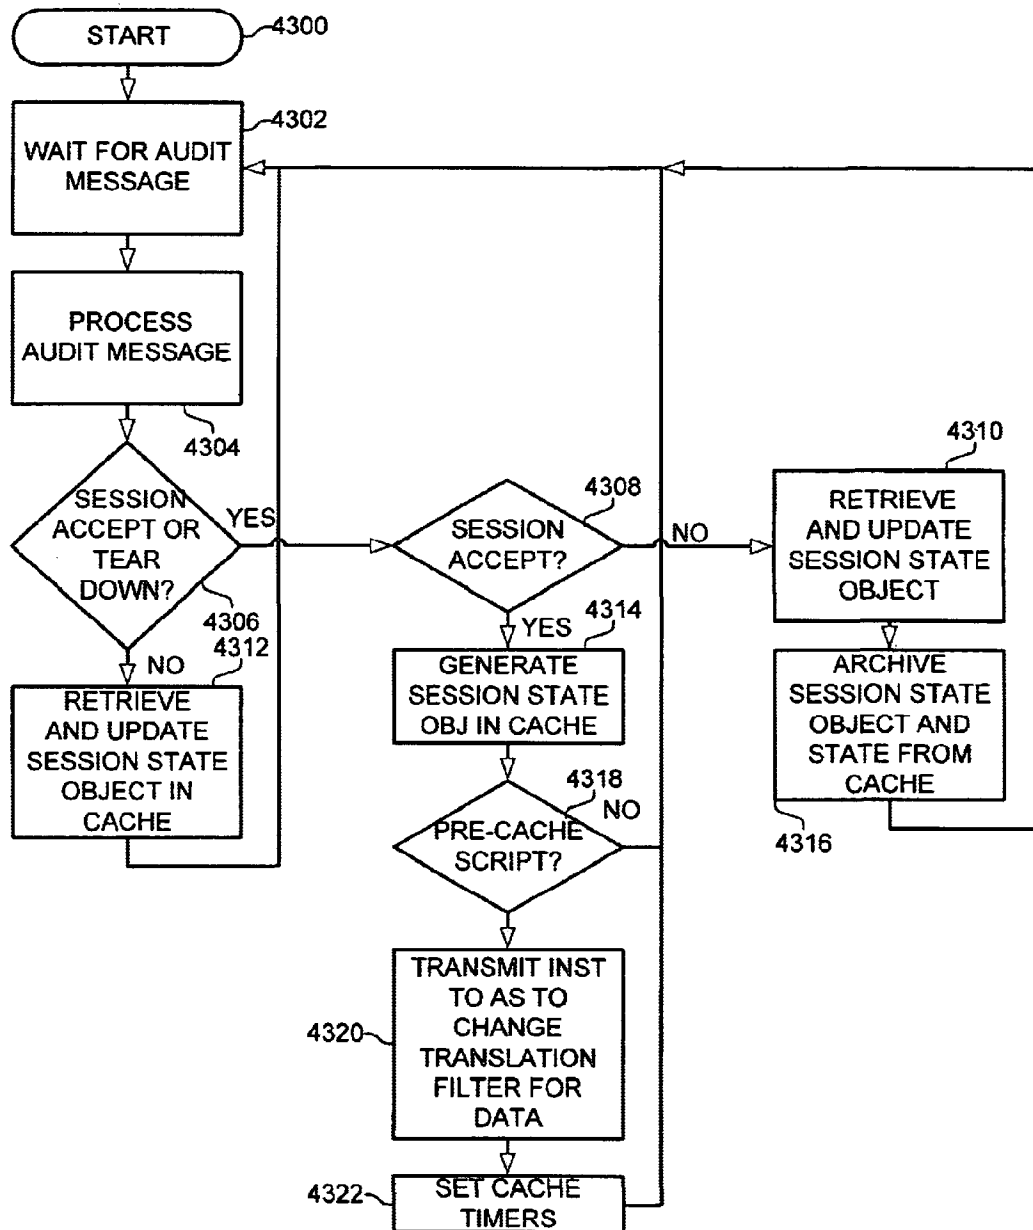 START
4300
4302
WAIT FOR AUDIT
MESSAGE
PROCESS
AUDIT MESSAGE
4304
SESSION
ACCEPT OR
TEAR
DOWN?
YES
4306
NO
4312
RETRIEVE
AND UPDATE
SESSION STATE
OBJECT IN
CACHE
4308
SESSION
ACCEPT?
NO
YES
4310
RETRIEVE
AND UPDATE
SESSION STATE
OBJECT
4314
GENERATE
SESSION STATE
OBJ IN CACHE
ARCHIVE
SESSION STATE
OBJECT AND
STATE FROM
CACHE
4316
4318
NO
PRE-CACHE
SCRIPT?
TRANSMIT INST
TO AS TO
CHANGE
TRANSLATION
FILTER FOR
DATA
4320
SET CACHE
TIMERS
4322